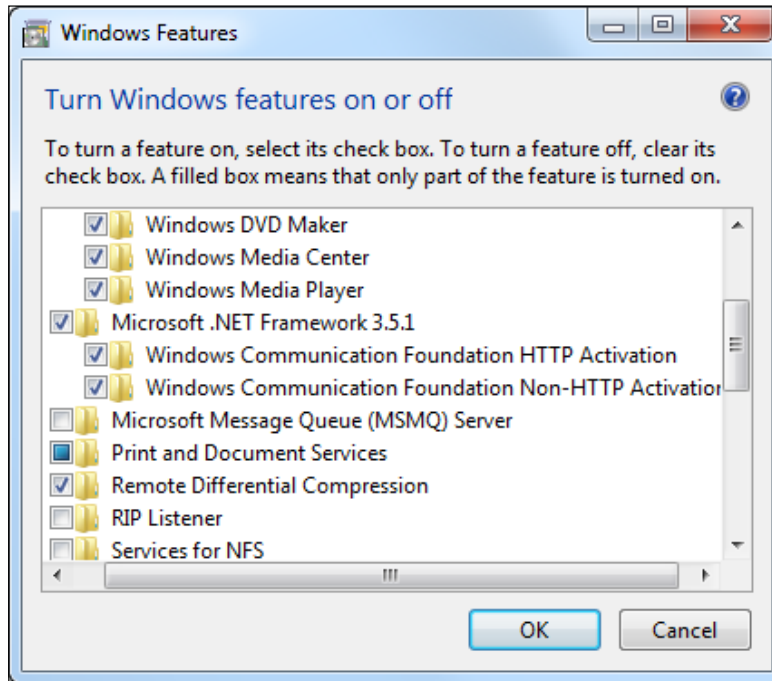 Windows Features
Turn Windows features on or off
To turn a feature on, select its check box. To turn a feature off, clear its
check box. A filled box means that only part of the feature is turned on.
Windows DVD Maker
Windows Media Center
Windows Media Player
Microsoft .NET Framework 3.5.1
Windows Communication Foundation HTTP Activation
Windows Communication Foundation Non-HTTP Activation
Microsoft Message Queue (MSMQ) Server
Print and Document Services
Remote Differential Compression
RIP Listener
Services for NFS
OK Cancel